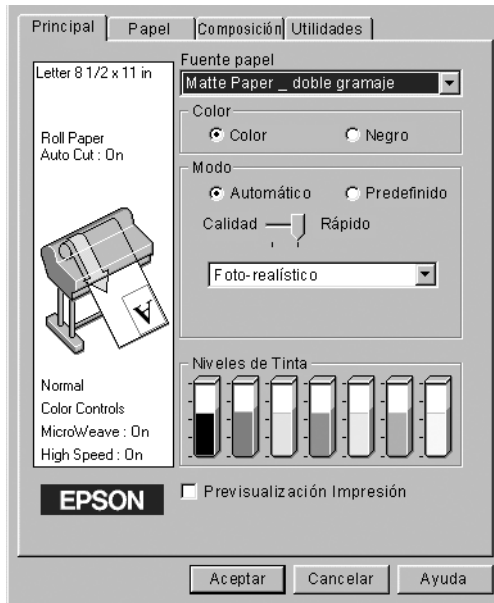 Principal Papel Composición Utilidades
Letter 8 1/2 x 11 in
Roll Paper
Auto Cut : On
A
Normal
Color Controls
MicroWeave : On
High Speed : On
EPSON
Fuente papel
Matte Paper _ doble gramaje
Color
Color Negro
Modo
Automático Predefinido
Calidad Rápido
Foto-realístico
Niveles de Tinta
Previsualización Impresión
Aceptar Cancelar Ayuda